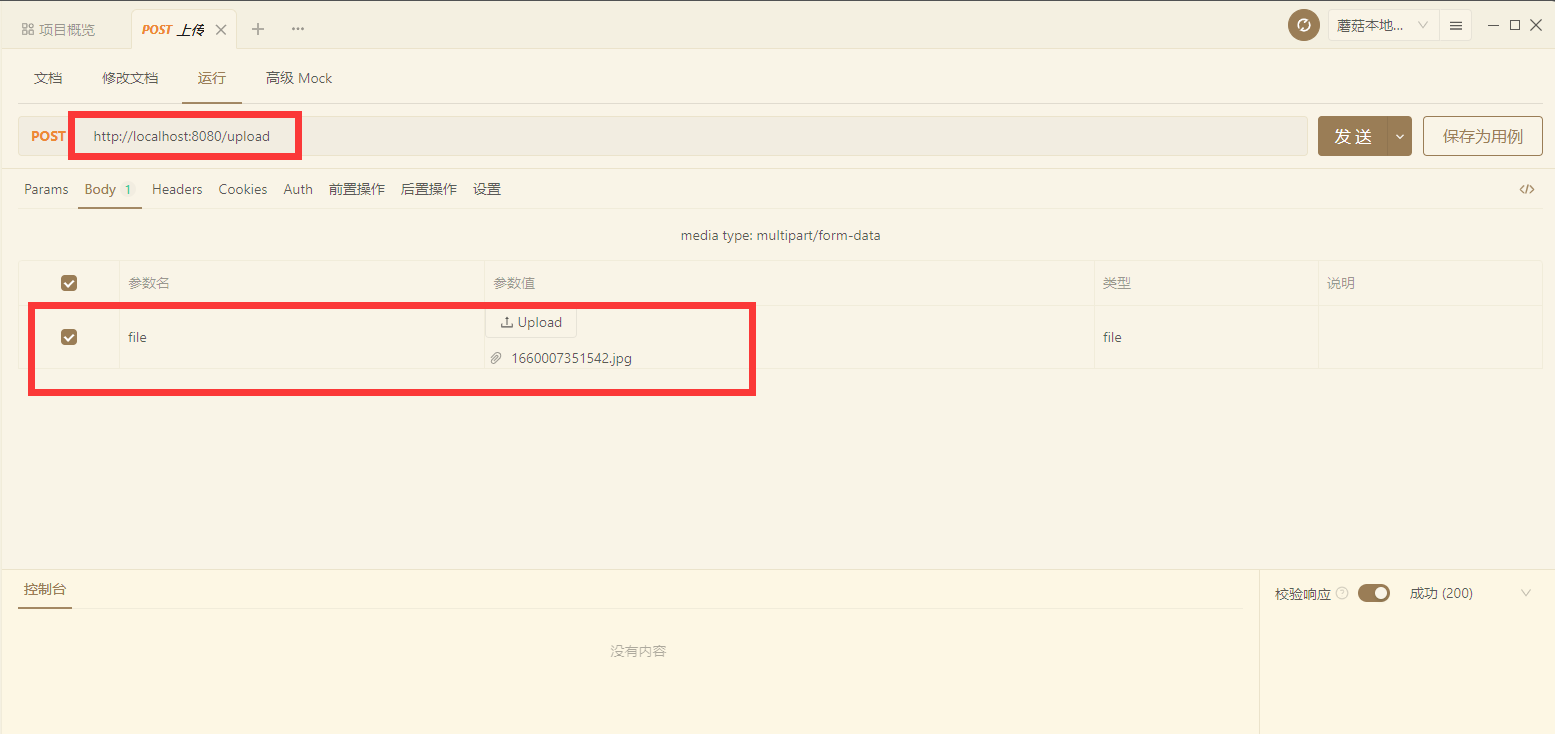 项目概览
POST 上传
蘑菇本地...
文档 修改文档 运行 高级 Mock
POST http://localhost:8080/upload 发 送 保存为用例
Params Body 1 Headers Cookies Auth 前置操作 后置操作 设置
media type: multipart/form-data
参数名 参数值 类型 说明
file Upload file
1660007351542.jpg
控制台
校验响应 成功 (200)
没有内容